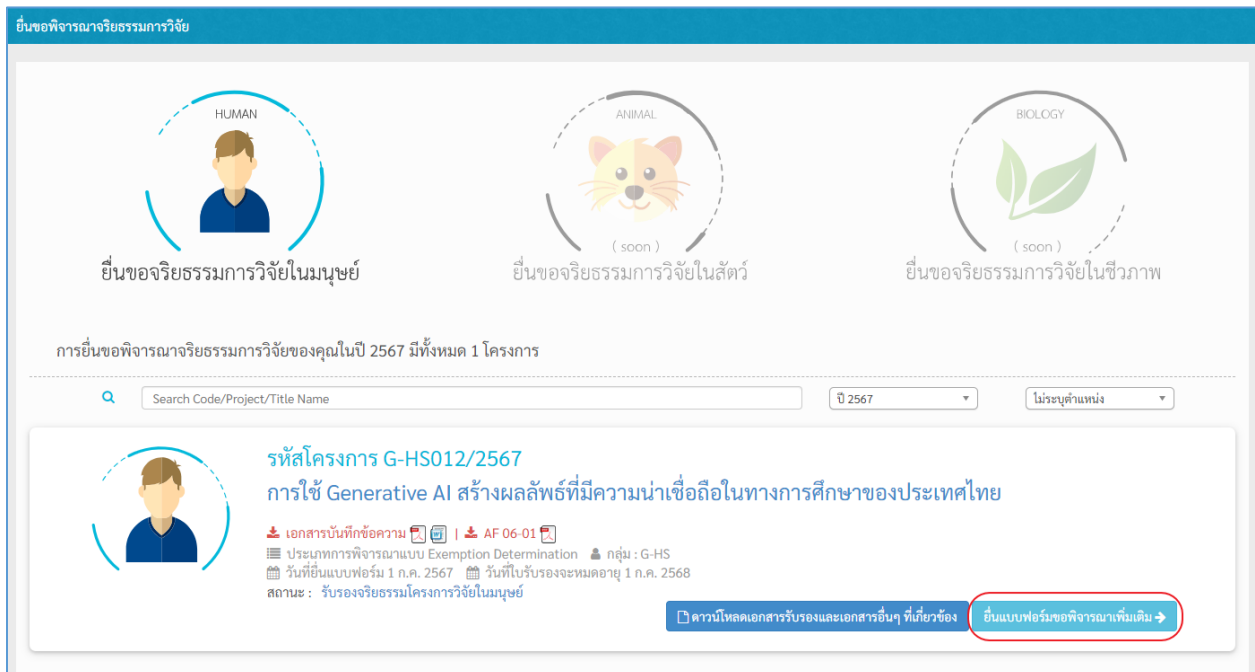 ยื่นขอพิจารณาจริยธรรมการวิจัย
HUMAN
ANIMAL
BIOLOGY
( soon )
( soon )
ยื่นขอจริยธรรมการวิจัยในมนุษย์
ยื่นขอจริยธรรมการวิจัยในสัตว์
ยื่นขอจริยธรรมการวิจัยในชีวภาพ
การยื่นขอพิจารณาจริยธรรมการวิจัยของคุณในปี 2567 มีทั้งหมด 1 โครงการ
Search Code/Project/Title Name
ปี 2567
ไม่ระบุตำแหน่ง
รหัสโครงการ G-HS012/2567
การใช้ Generative AI สร้างผลลัพธ์ที่มีความน่าเชื่อถือในทางการศึกษาของประเทศไทย
เอกสารบันทึกข้อความ | AF 06-01
ประเภทการพิจารณาแบบ Exemption Determination กลุ่ม : G-HS
วันที่ยื่นแบบฟอร์ม 1 ก.ค. 2567 วันที่ใบรับรองจะหมดอายุ 1 ก.ค. 2568
สถานะ : รับรองจริยธรรมโครงการวิจัยในมนุษย์
ดาวน์โหลดเอกสารรับรองและเอกสารอื่นๆ ที่เกี่ยวข้อง
ยื่นแบบฟอร์มขอพิจารณาเพิ่มเติม